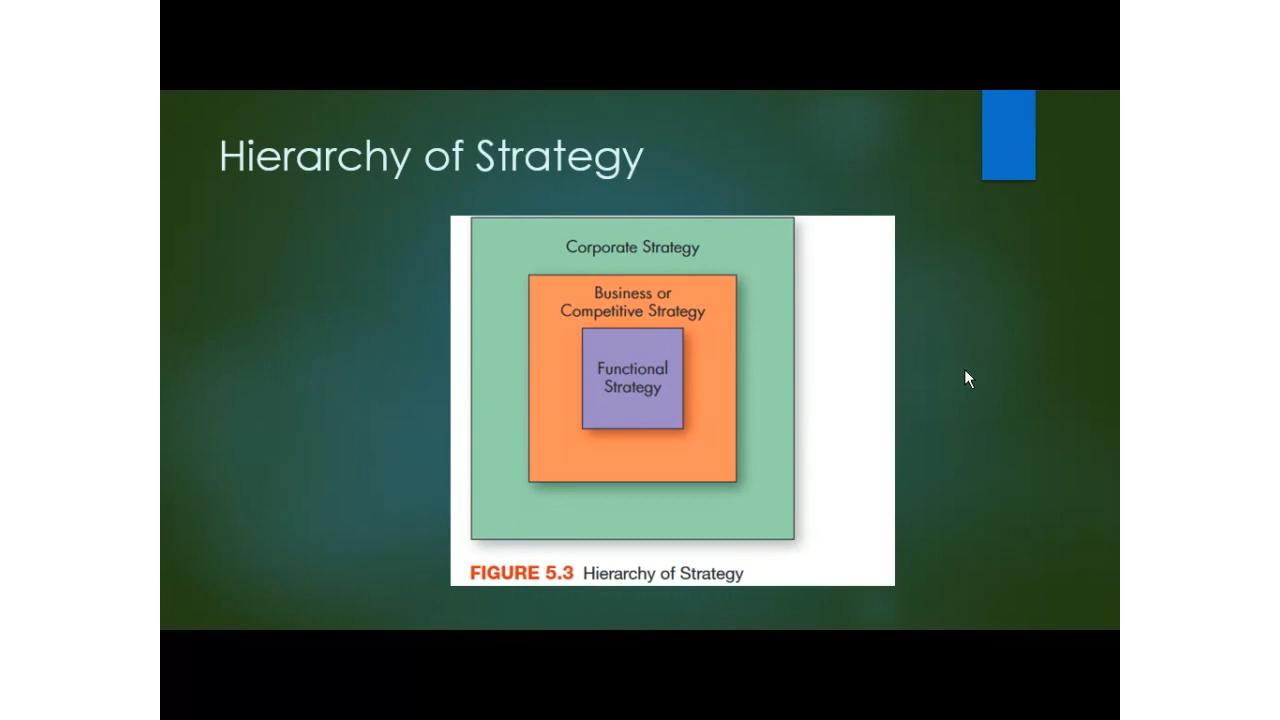 Hierarchy of Strategy
Corporate Strategy
Business or
Competitive Strategy
Functional
Strategy
FIGURE 5.3 Hierarchy of Strategy